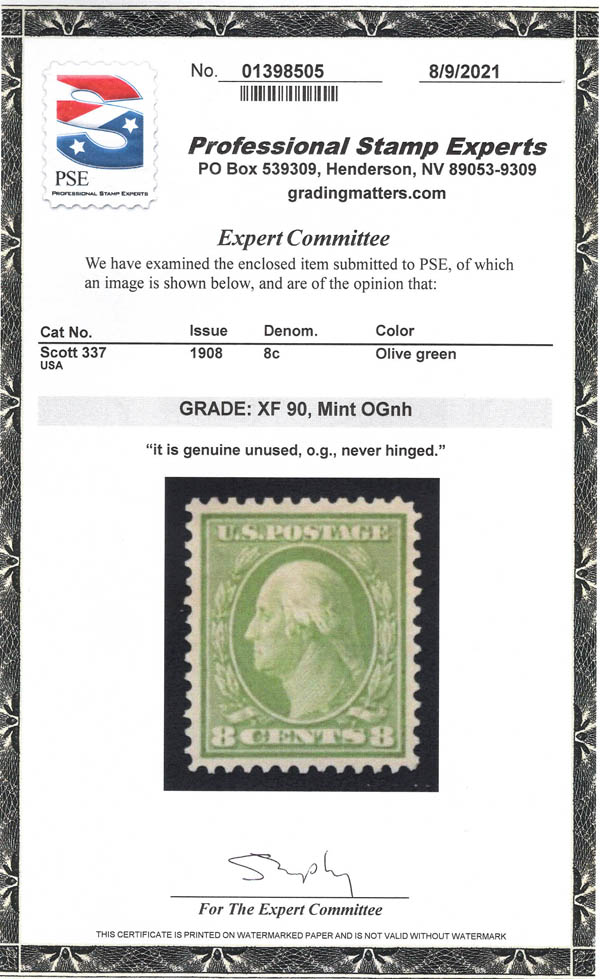 No. 01398505 8/9/2021
PSE
PROFESSIONAL STAMP EXPERTS
Professional Stamp Experts
PO Box 539309, Henderson, NV 89053-9309
gradingmatters.com
Expert Committee
We have examined the enclosed item submitted to PSE, of which
an image is shown below, and are of the opinion that:
Cat No. Issue Denom. Color
Scott 337 1908 8c Olive green
USA
GRADE: XF 90, Mint OGnh
“it is genuine unused, o.g., never hinged.”
U.S. POSTAGE
8 CENTS 8
For The Expert Committee
THIS CERTIFICATE IS PRINTED ON WATERMARKED PAPER AND IS NOT VALID WITHOUT WATERMARK